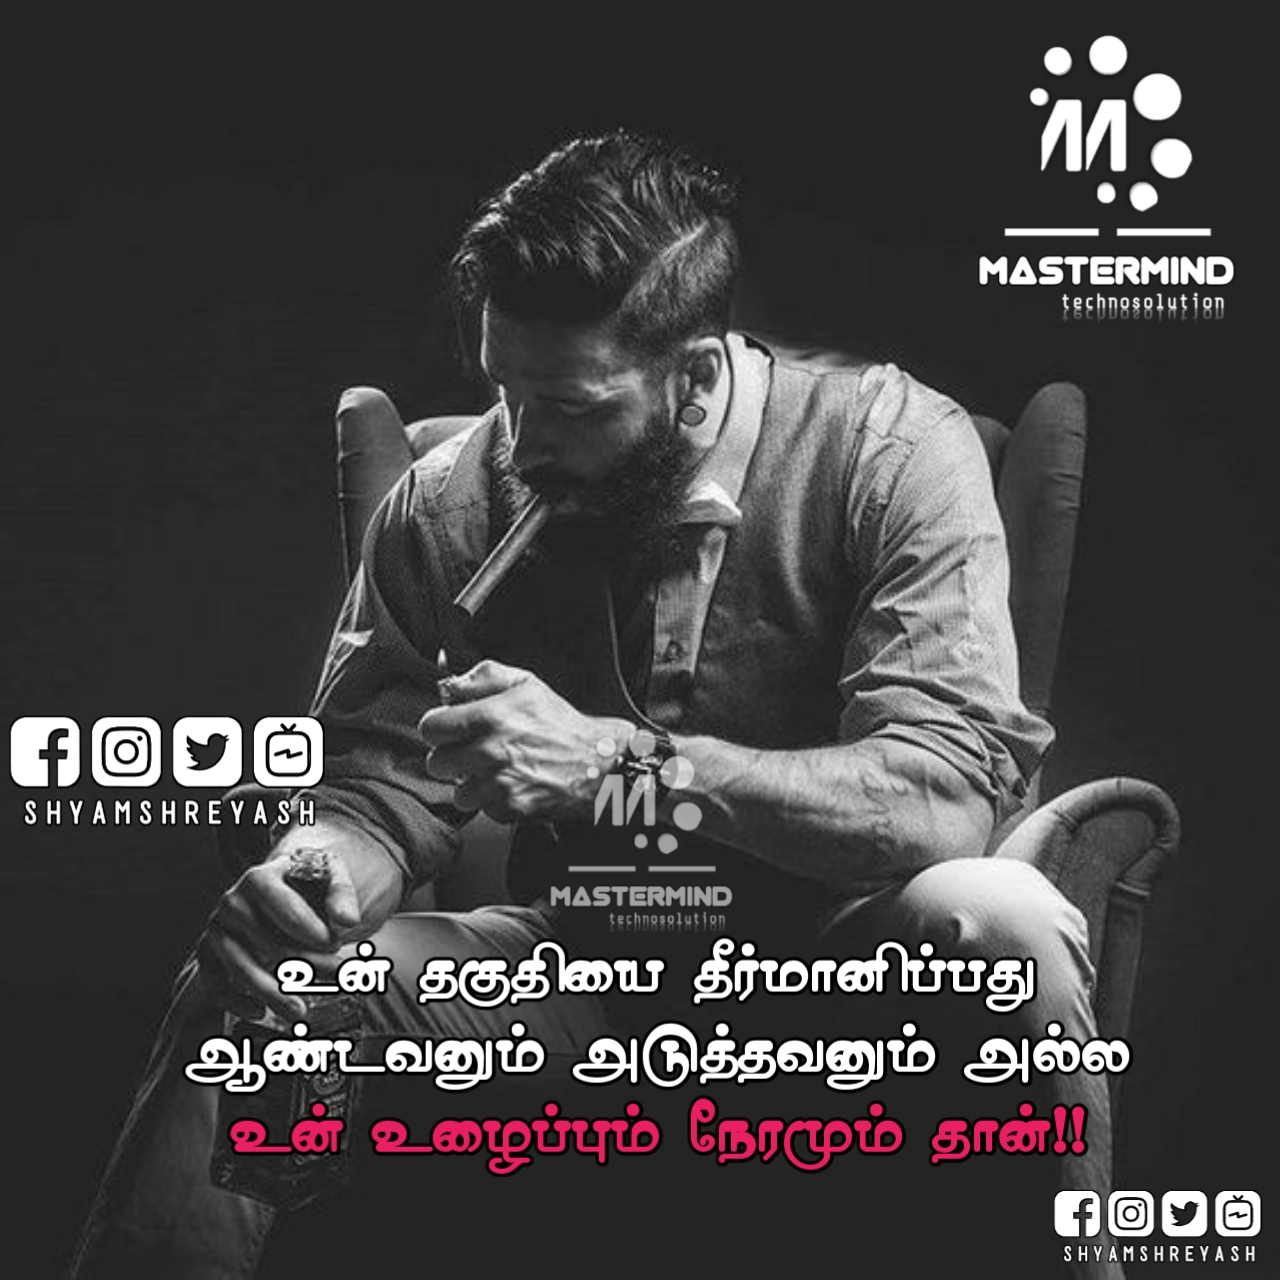 M
MASTERMIND
technosolution
SHYAMSHREYASH
M
MASTERMIND
technosolution
உன் தகுதியை தீர்மானிப்பது
ஆண்டவனும் அடுத்தவனும் அல்ல
உன் உழைப்பும் நேரமும் தான்!!
SHYAMSHREYASH